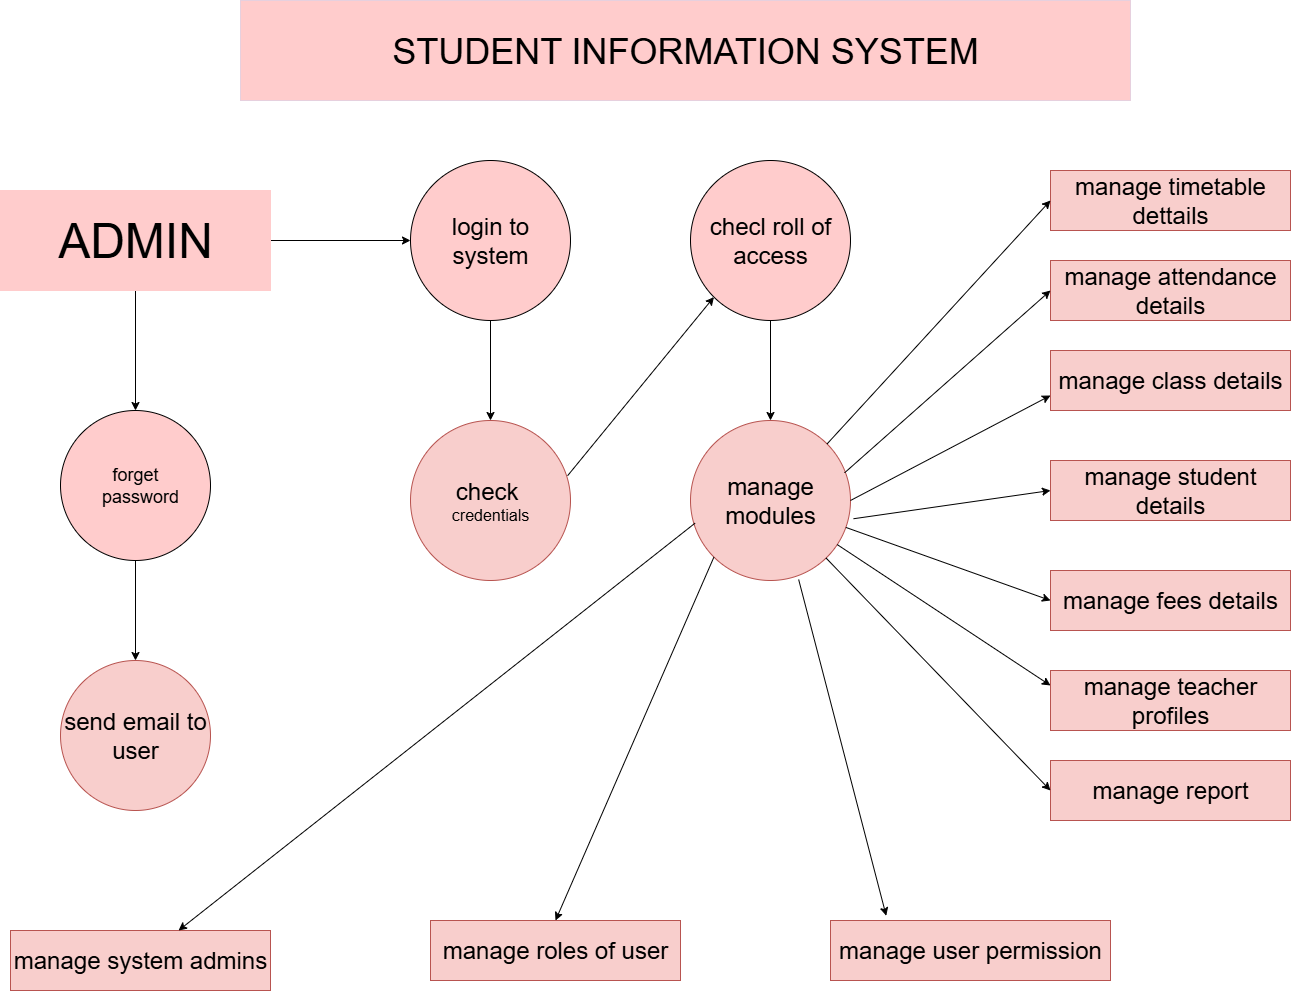 STUDENT INFORMATION SYSTEM
ADMIN
login to
system
checl roll of
access
manage timetable
dettails
manage attendance
details
manage class details
forget
password
check
credentials
manage
modules
manage student
details
manage fees details
send email to
user
manage teacher
profiles
manage report
manage system admins
manage roles of user
manage user permission